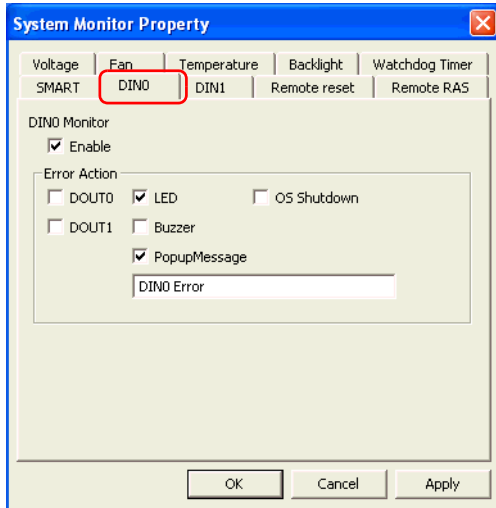 System Monitor Property
Voltage Fan Temperature Backlight Watchdog Timer
SMART DIN0 DIN1 Remote reset Remote RAS
DIN0 Monitor
Enable
Error Action
DOUT0 LED OS Shutdown
DOUT1 Buzzer
PopupMessage
DIN0 Error
OK Cancel Apply